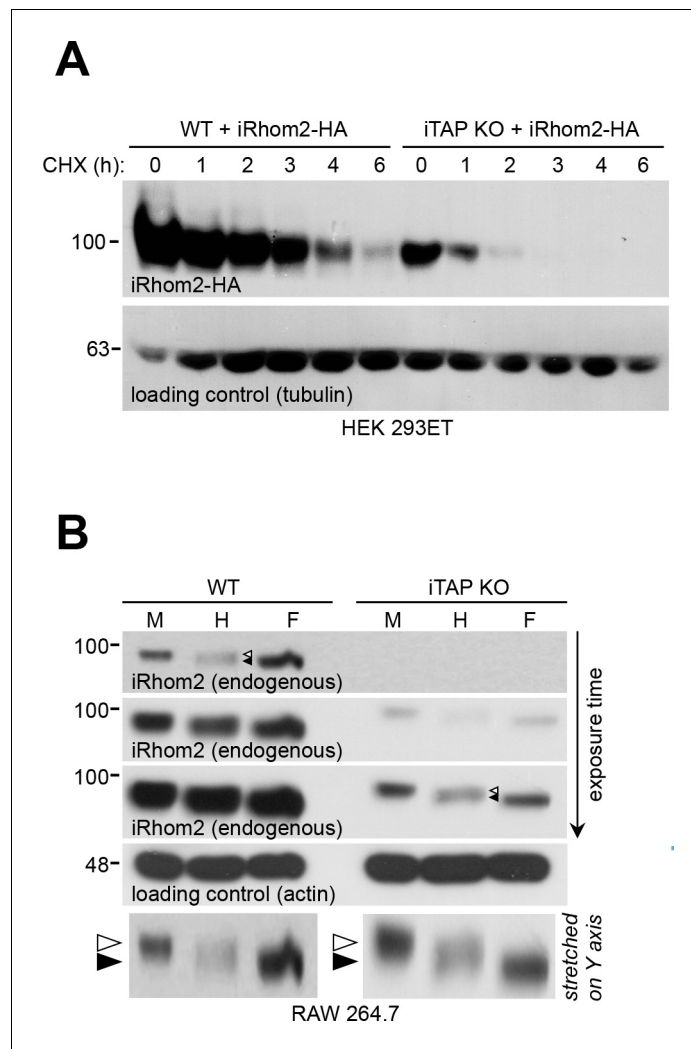 A
WT + iRhom2-HA iTAP KO + iRhom2-HA
CHX (h): 0 1 2 3 4 6 0 1 2 3 4 6
100
iRhom2-HA
63
loading control (tubulin)
HEK 293ET
B
WT iTAP KO
M H F M H F
100
iRhom2 (endogenous)
100
iRhom2 (endogenous)
100
iRhom2 (endogenous)
exposure time
48
loading control (actin)
stretched
on Y axis
RAW 264.7